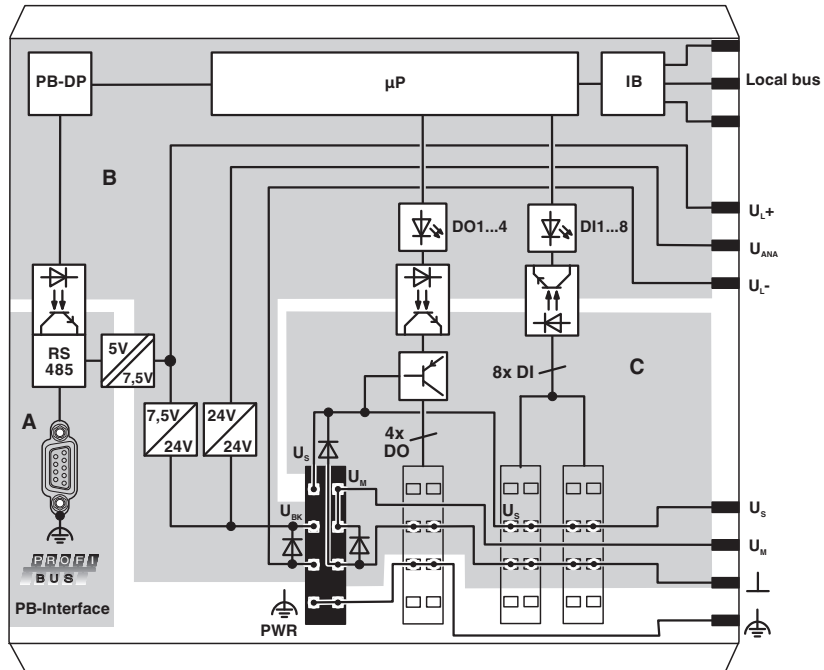 PB-DP
µP
IB
Local bus
B
DO1...4
DI1...8
U_L+
U_ANA
U_L-
RS
485
5V
7,5V
C
8x DI
A
7,5V
24V
24V
24V
4x
DO
U_S
U_M
U_BK
U_S
U_S
U_M
PROFI
BUS
PB-Interface
PWR